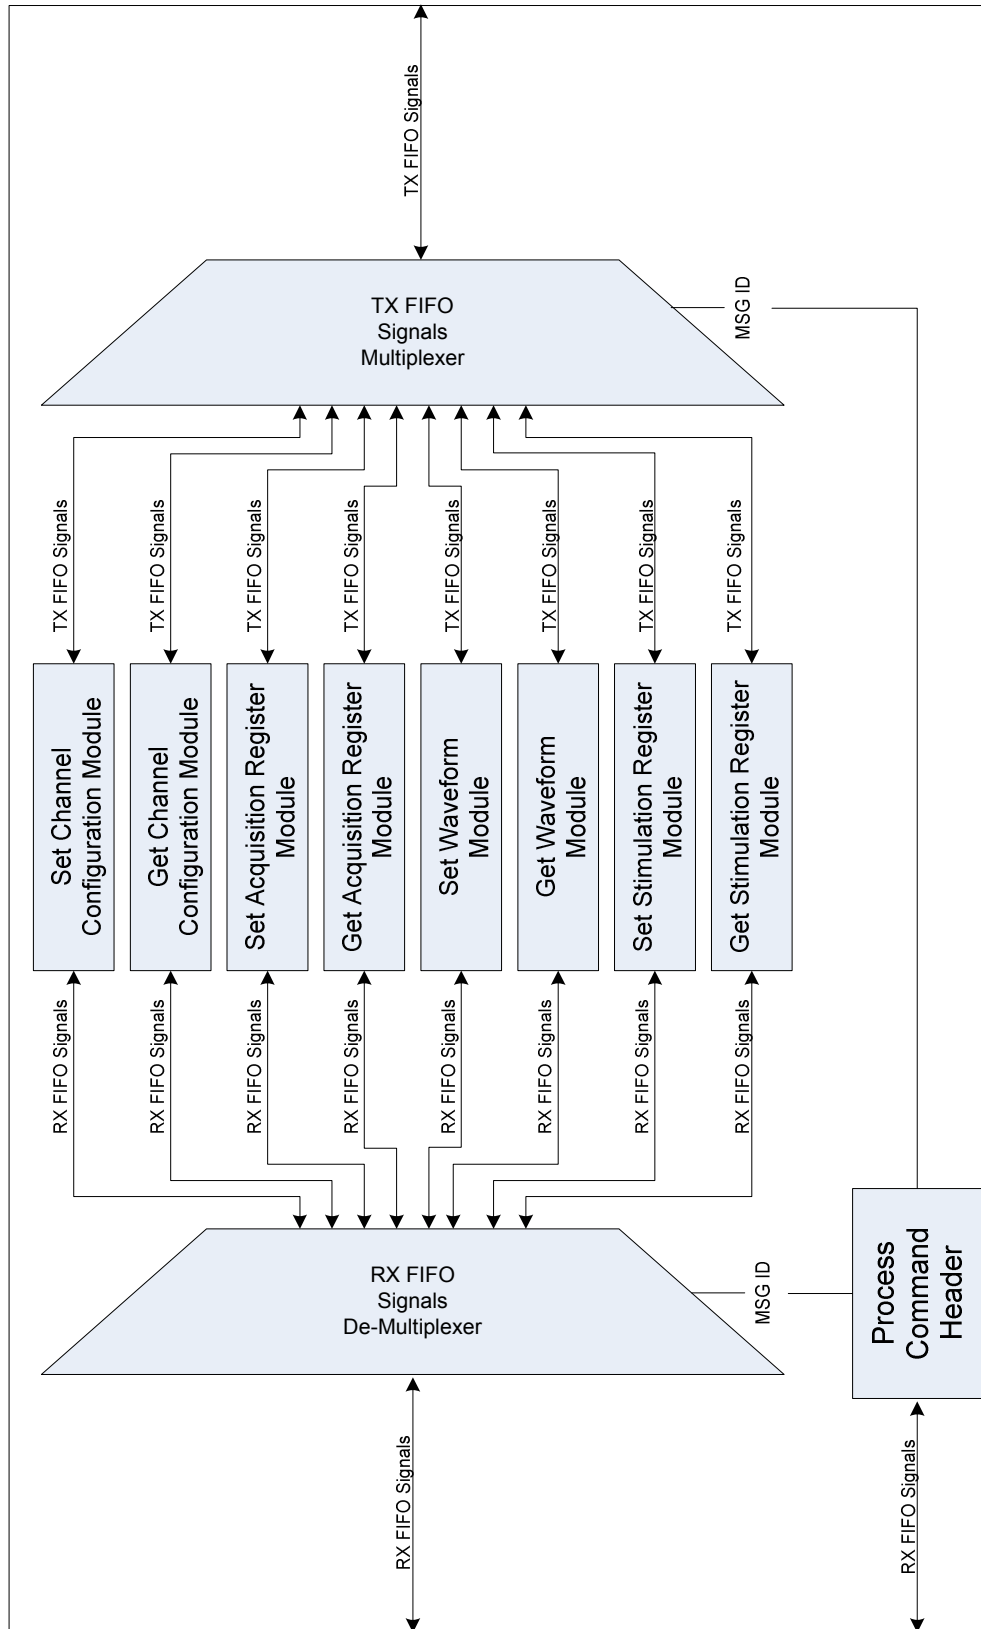 TX FIFO Signals
TX FIFO
Signals
Multiplexer
MSG ID
TX FIFO Signals
TX FIFO Signals
TX FIFO Signals
TX FIFO Signals
TX FIFO Signals
TX FIFO Signals
TX FIFO Signals
TX FIFO Signals
Set Channel
Configuration Module
Get Channel
Configuration Module
Set Acquisition Register
Module
Get Acquisition Register
Module
Set Waveform
Module
Get Waveform
Module
Set Stimulation Register
Module
Get Stimulation Register
Module
RX FIFO Signals
RX FIFO Signals
RX FIFO Signals
RX FIFO Signals
RX FIFO Signals
RX FIFO Signals
RX FIFO Signals
RX FIFO Signals
RX FIFO
Signals
De-Multiplexer
MSG ID
Process
Command
Header
RX FIFO Signals
RX FIFO Signals